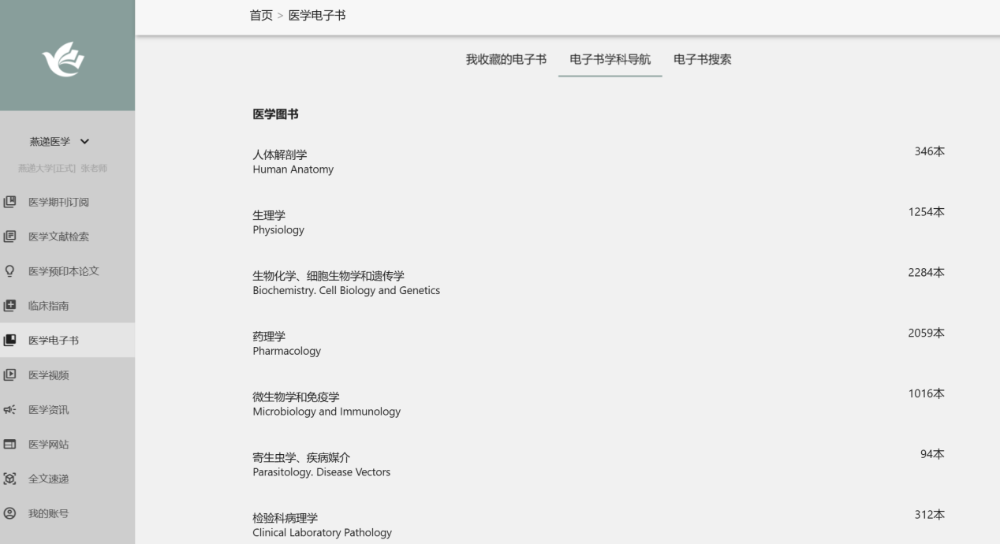 首页 > 医学电子书
我收藏的电子书 电子书学科导航 电子书搜索
燕递医学
燕递大学[正式] 张老师
医学期刊订阅
医学文献检索
医学预印本论文
临床指南
医学电子书
医学视频
医学资讯
医学网站
全文速递
我的账号
医学图书
人体解剖学 346本
Human Anatomy
生理学 1254本
Physiology
生物化学、细胞生物学和遗传学 2284本
Biochemistry. Cell Biology and Genetics
药理学 2059本
Pharmacology
微生物学和免疫学 1016本
Microbiology and Immunology
寄生虫学、疾病媒介 94本
Parasitology. Disease Vectors
检验科病理学 312本
Clinical Laboratory Pathology